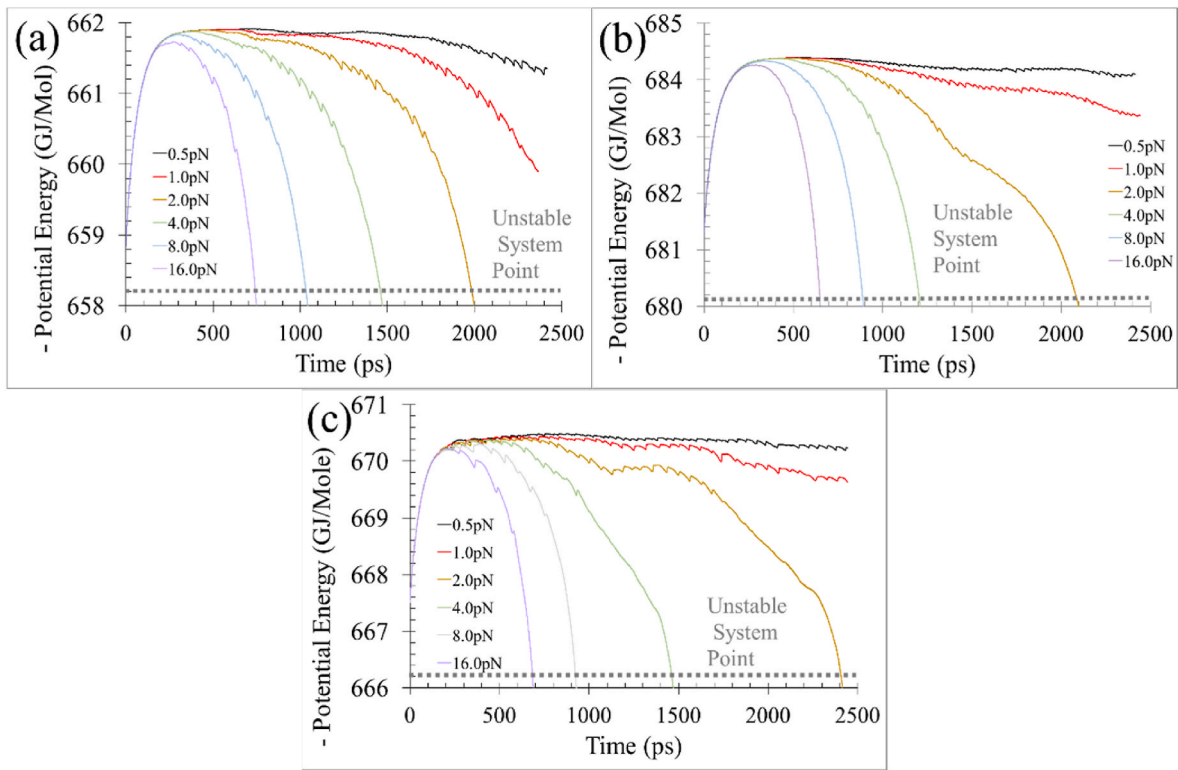 (a)
- Potential Energy (GJ/Mol)
662
661
660
659
658
0.5pN
1.0pN
2.0pN
4.0pN
8.0pN
16.0pN
Unstable
System
Point
0 500 1000 1500 2000 2500
Time (ps)
(b)
- Potential Energy (GJ/Mol)
685
684
683
682
681
680
0.5pN
1.0pN
2.0pN
4.0pN
8.0pN
16.0pN
Unstable
System
Point
0 500 1000 1500 2000 2500
Time (ps)
(c)
- Potential Energy (GJ/Mole)
671
670
669
668
667
666
0.5pN
1.0pN
2.0pN
4.0pN
8.0pN
16.0pN
Unstable
System
Point
0 500 1000 1500 2000 2500
Time (ps)